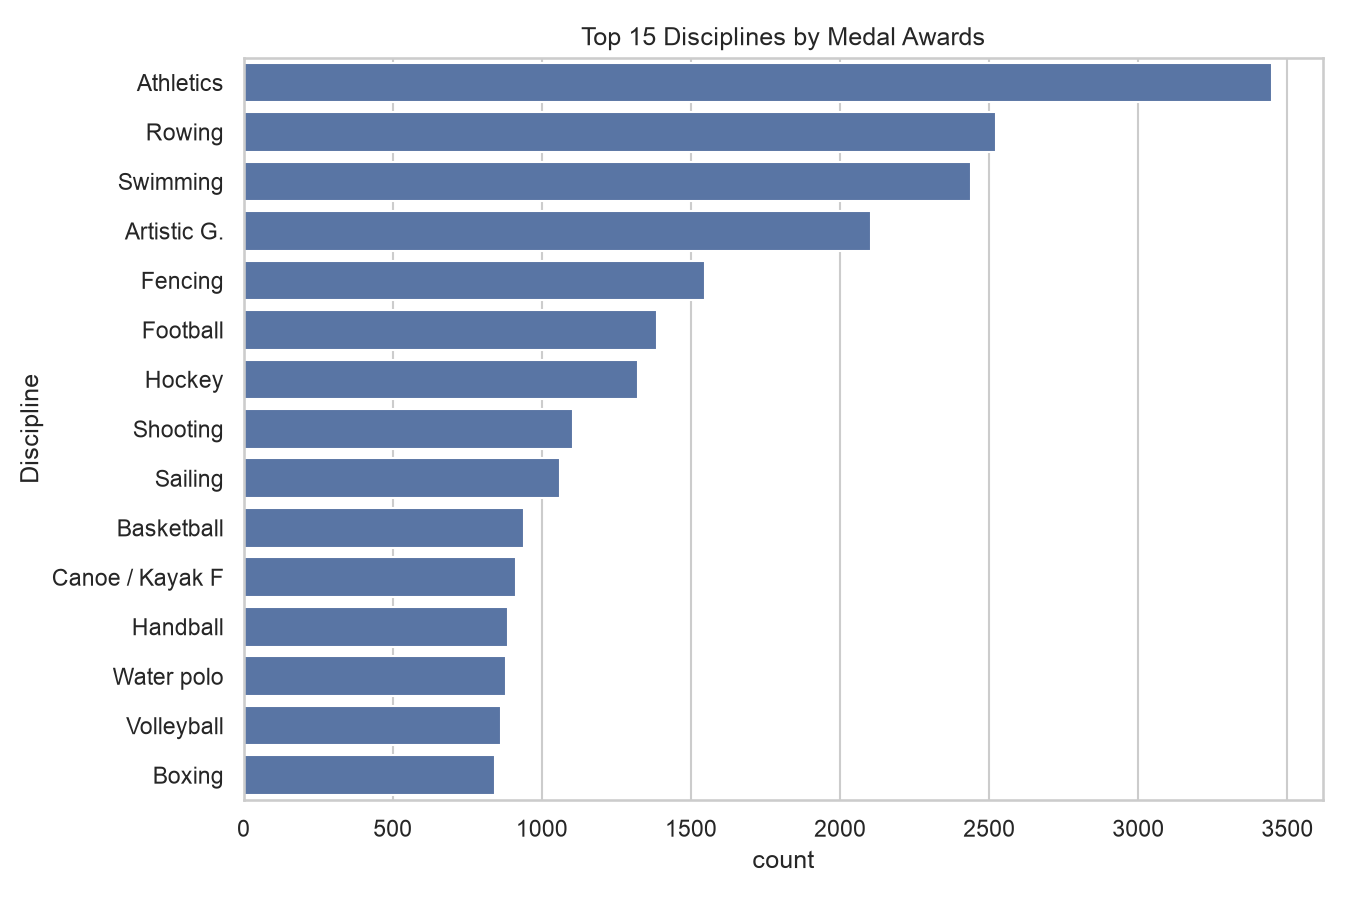 Top 15 Disciplines by Medal Awards
Discipline
Athletics
Rowing
Swimming
Artistic G.
Fencing
Football
Hockey
Shooting
Sailing
Basketball
Canoe / Kayak F
Handball
Water polo
Volleyball
Boxing
0 500 1000 1500 2000 2500 3000 3500
count